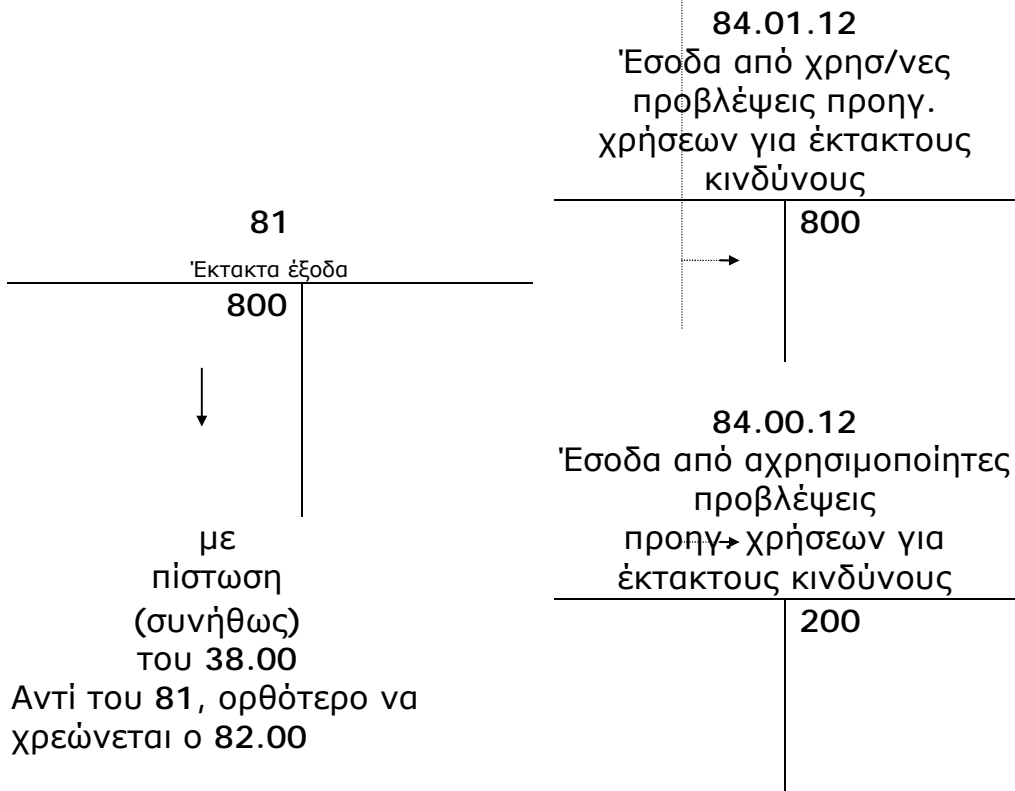 81
Έκτακτα έξοδα
800
με
πίστωση
(συνήθως)
του 38.00
Αντί του 81, ορθότερο να
χρεώνεται ο 82.00
84.01.12
Έσοδα από χρησ/νες
προβλέψεις προηγ.
χρήσεων για έκτακτους
κινδύνους
800
84.00.12
Έσοδα από αχρησιμοποίητες
προβλέψεις
προηγ. χρήσεων για
έκτακτους κινδύνους
200